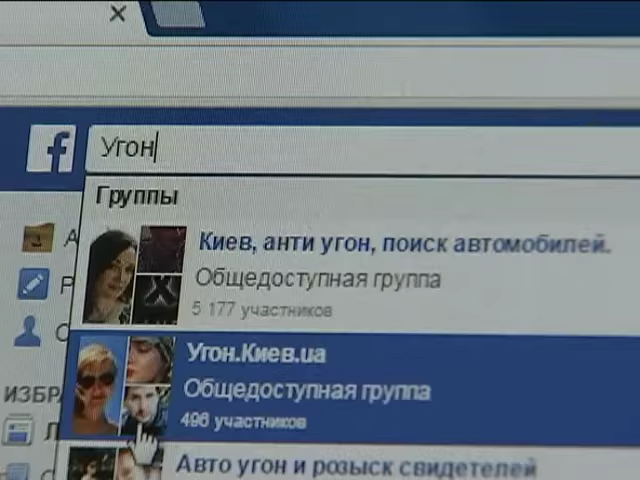 f
Угон
Группы
Киев, анти угон, поиск автомобилей.
Общедоступная группа
5 177 участников
Угон.Киев.ua
Общедоступная группа
496 участников
ИЗБР
Авто угон и розыск свидетелей